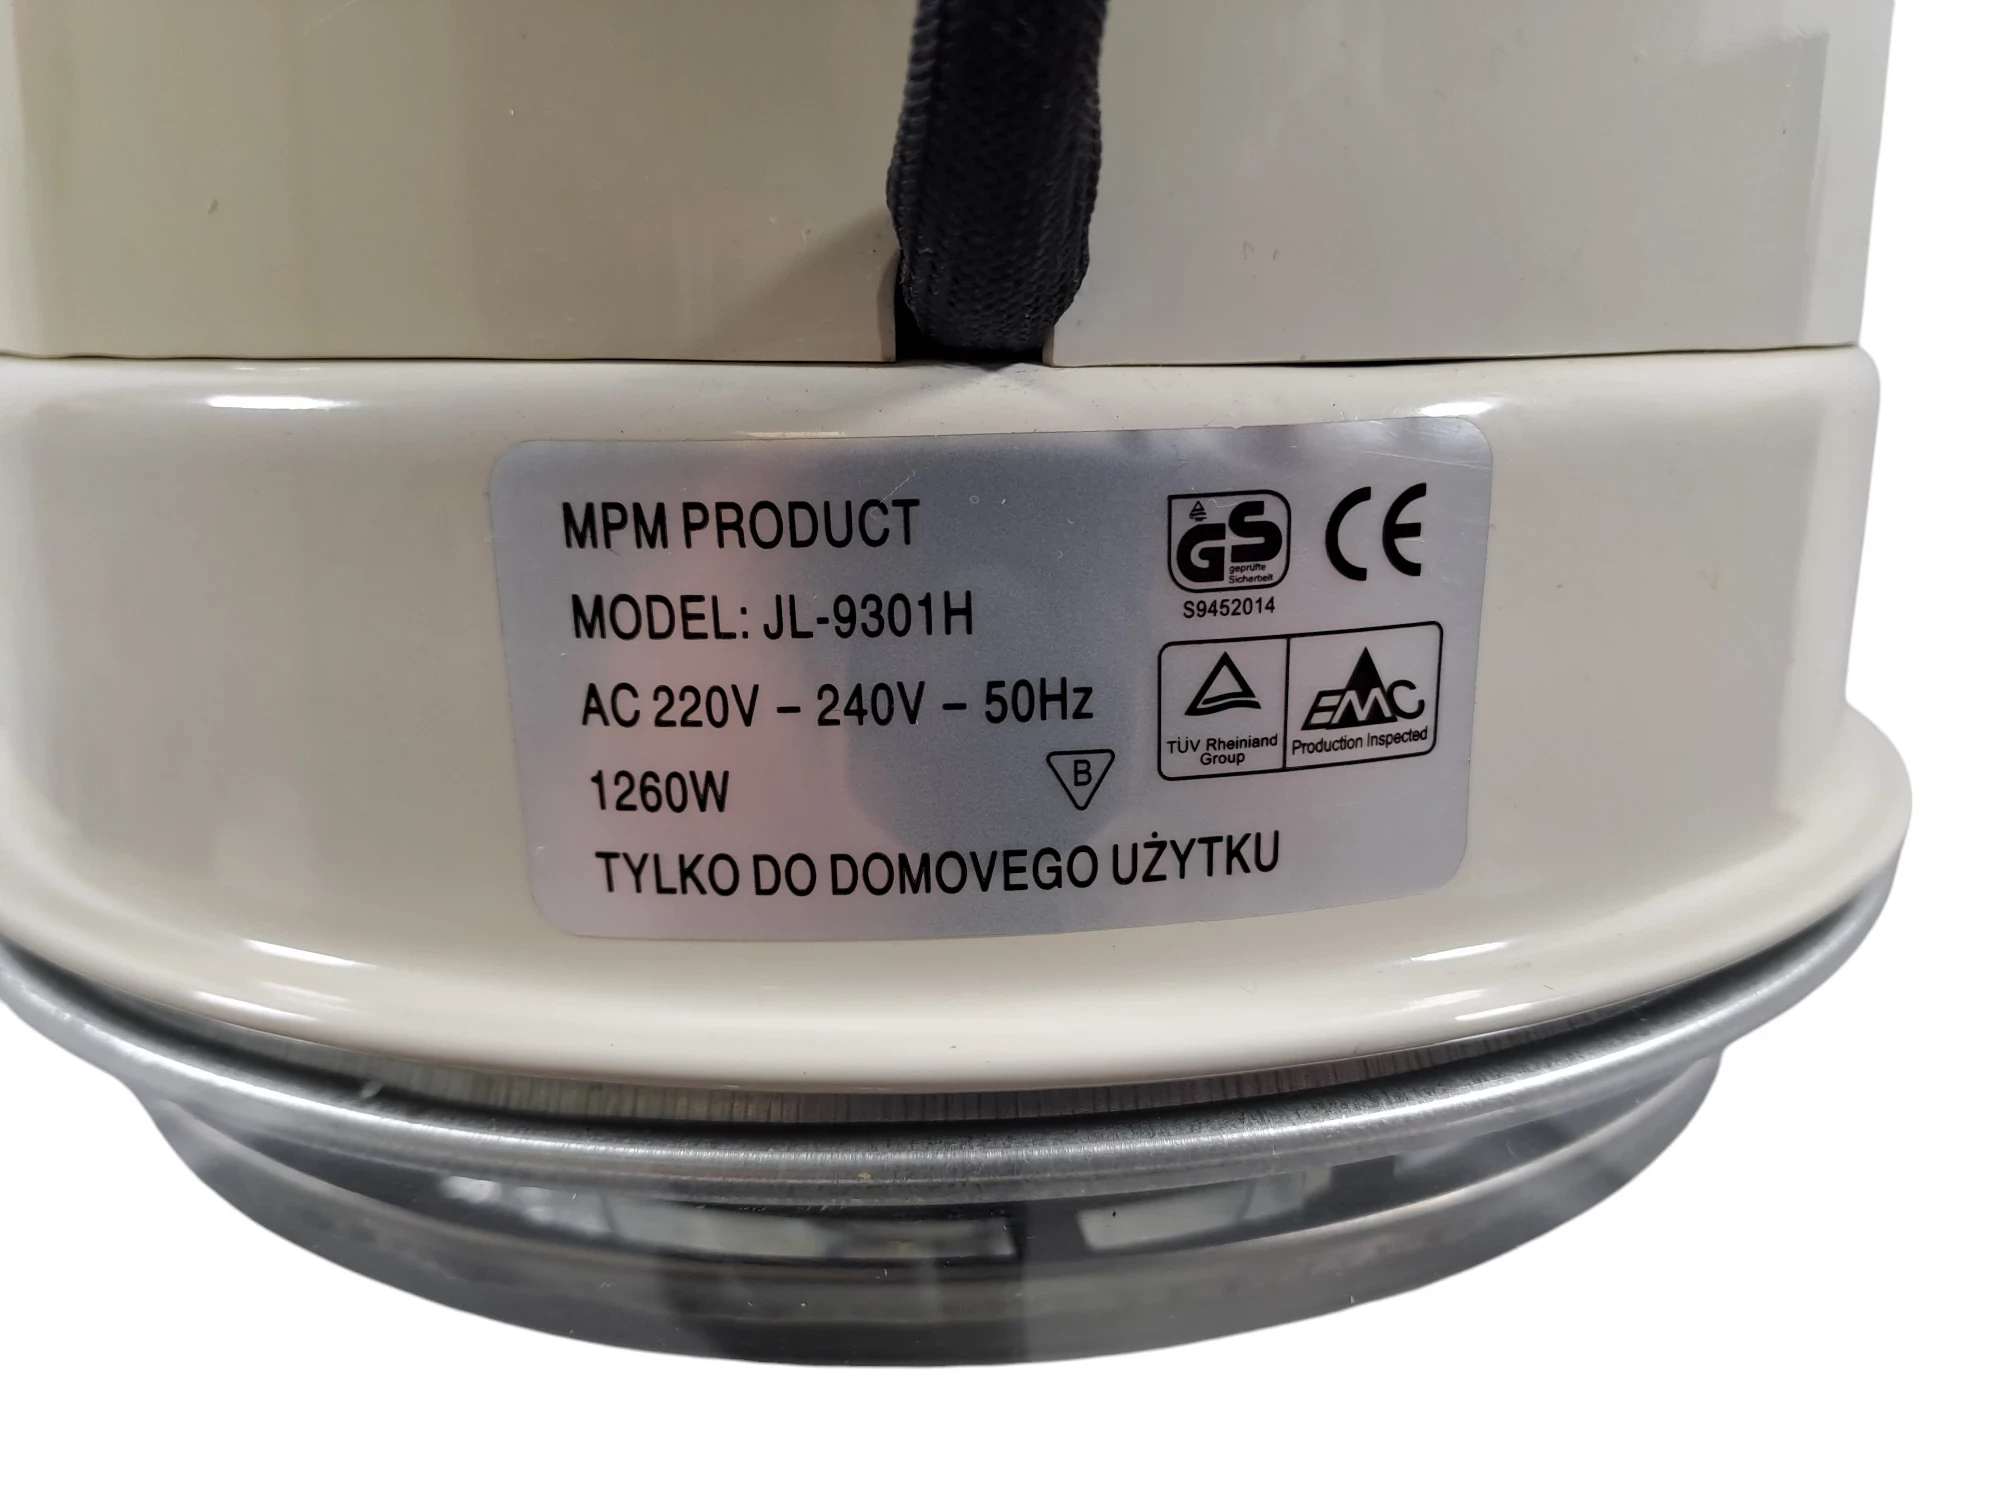 MPM PRODUCT
MODEL: JL-9301H
AC 220V – 240V – 50Hz
1260W
B
TYLKO DO DOMOVEGO UŻYTKU
GS
geprüfte
Sicherheit
S9452014
CE
TÜV Rheinland
Group
EMC
Production Inspected